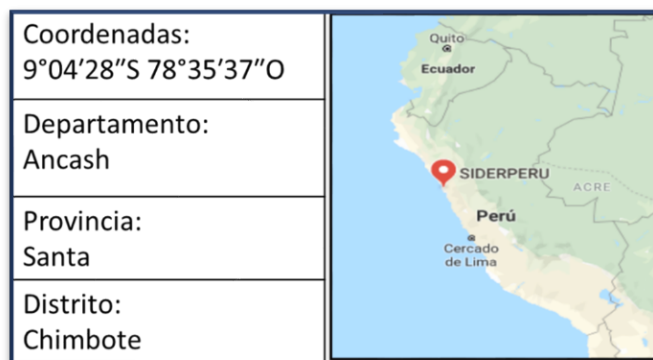 Coordenadas:
9°04′28″S 78°35′37″O
Departamento:
Ancash
Provincia:
Santa
Distrito:
Chimbote
Quito
Ecuador
SIDERPERU
ACRE
Perú
Cercado
de Lima